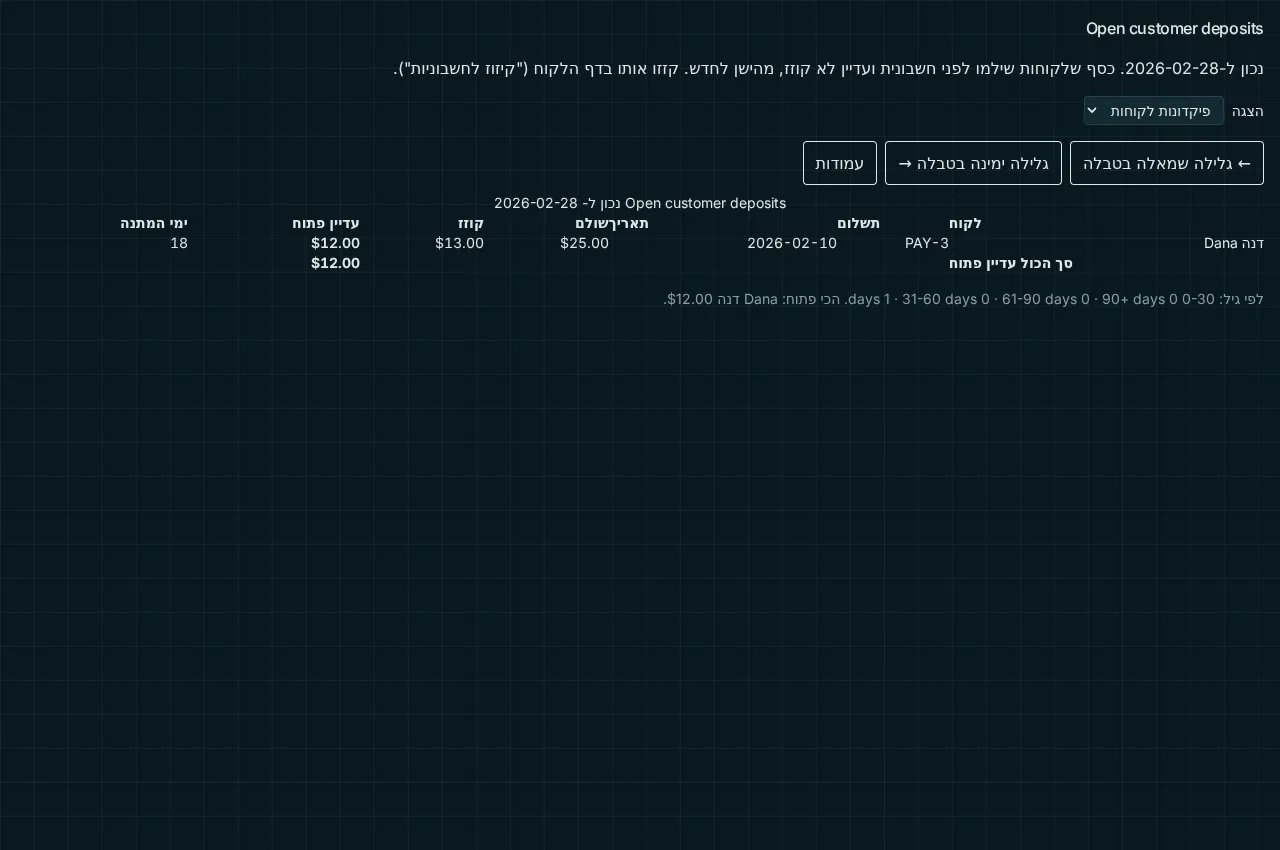 Open customer deposits
נכון ל-2026-02-28. כסף שלקוחות שילמו לפני חשבונית ועדיין לא קוזז, מהישן לחדש. קזזו אותו בדף הלקוח ("קיזוז לחשבוניות").
הצגה פיקדונות לקוחות
← גלילה שמאלה בטבלה גלילה ימינה בטבלה → עמודות
Open customer deposits נכון ל- 2026-02-28
לקוח תשלום תאריך שולם קוזז עדיין פתוח ימי המתנה
דנה Dana PAY-3 2026-02-10 $25.00 $13.00 $12.00 18
סך הכול עדיין פתוח $12.00
לפי גיל: 0-30 days 1 · 31-60 days 0 · 61-90 days 0 · 90+ days 0. הכי פתוח: Dana דנה $12.00.